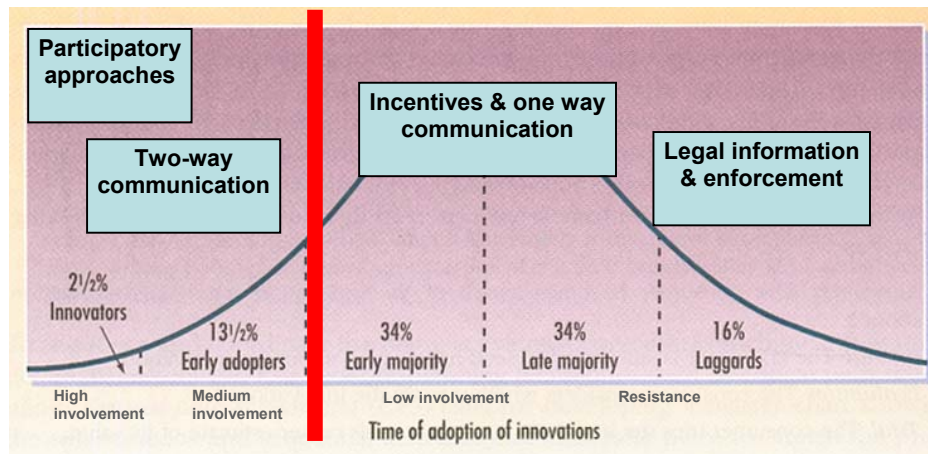 Participatory
approaches
Two-way
communication
Incentives & one way
communication
Legal information
& enforcement
2½%
Innovators
13½%
Early adopters
34%
Early majority
34%
Late majority
16%
Laggards
High
involvement
Medium
involvement
Low involvement
Resistance
Time of adoption of innovations